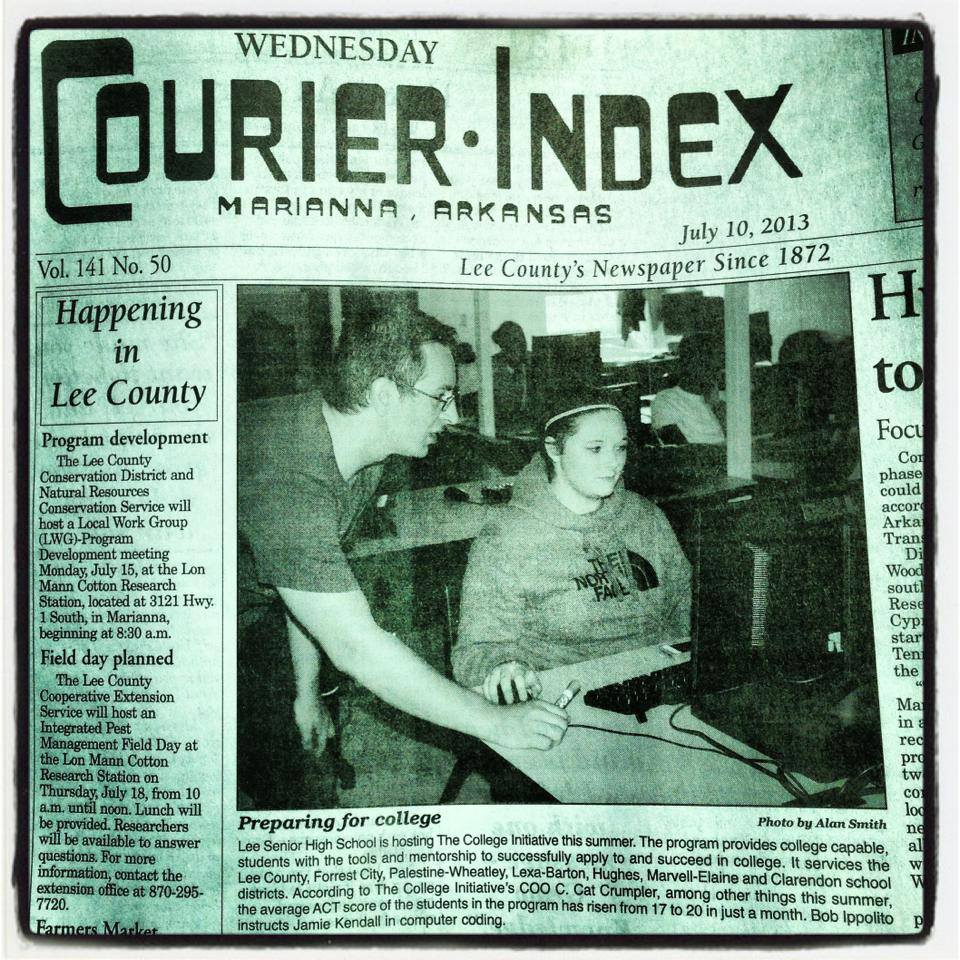 WEDNESDAY
COURIER·INDEX
MARIANNA, ARKANSAS
July 10, 2013
Vol. 141 No. 50
Lee County's Newspaper Since 1872
Happening
in
Lee County
Program development
The Lee County
Conservation District and
Natural Resources
Conservation Service will
host a Local Work Group
(LWG)-Program
Development meeting
Monday, July 15, at the Lon
Mann Cotton Research
Station, located at 3121 Hwy.
1 South, in Marianna,
beginning at 8:30 a.m.
Field day planned
The Lee County
Cooperative Extension
Service will host an
Integrated Pest
Management Field Day at
the Lon Mann Cotton
Research Station on
Thursday, July 18, from 10
a.m. until noon. Lunch will
be provided. Researchers
will be available to answer
questions. For more
information, contact the
extension office at 870-295-
7720.
Farmers Market
THE
NORTH
FACE
Preparing for college
Photo by Alan Smith
Lee Senior High School is hosting The College Initiative this summer. The program provides college capable,
students with the tools and mentorship to successfully apply to and succeed in college. It services the
Lee County, Forrest City, Palestine-Wheatley, Lexa-Barton, Hughes, Marvell-Elaine and Clarendon school
districts. According to The College Initiative's COO C. Cat Crumpler, among other things this summer,
the average ACT score of the students in the program has risen from 17 to 20 in just a month. Bob Ippolito
instructs Jamie Kendall in computer coding.
to
Focu
Con
phase
could
accor
Arka
Tran
Di
Wood
sout
Rese
Cyp
star
Ten
the
Ma
in a
rec
pro
tw
co
loc
ne
al
w
W
p